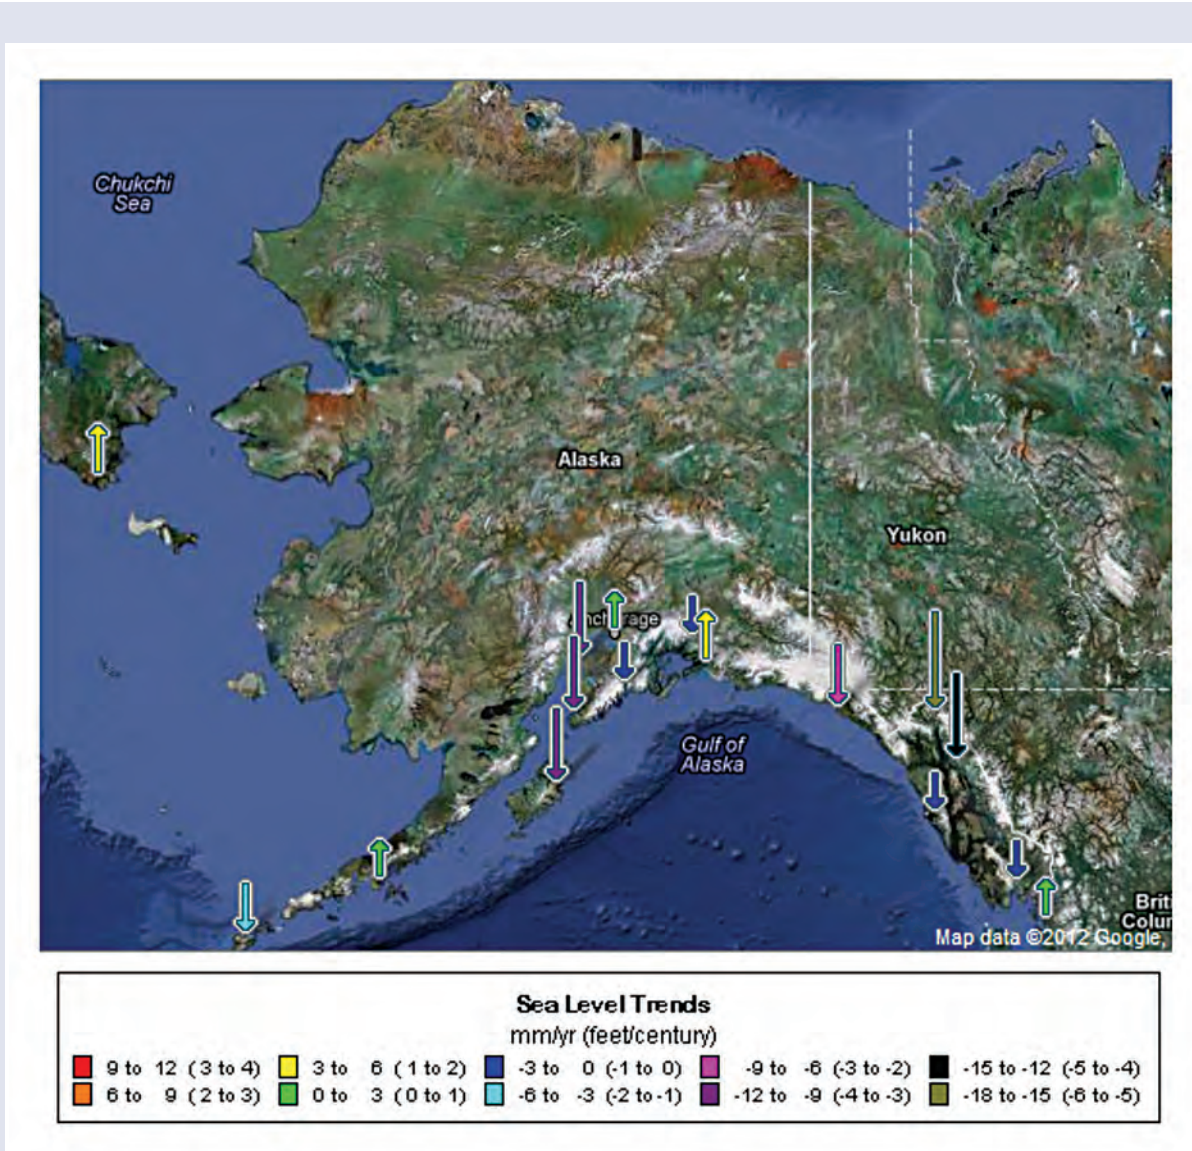 Chukchi
Sea
Alaska
Yukon
Anchorage
Gulf of
Alaska
Briti
Colum
Map data ©2012 Google,
Sea Level Trends
mm/yr (feet/century)
9 to 12 (3 to 4) 3 to 6 (1 to 2) -3 to 0 (-1 to 0) -9 to -6 (-3 to -2) -15 to -12 (-5 to -4)
6 to 9 (2 to 3) 0 to 3 (0 to 1) -6 to -3 (-2 to -1) -12 to -9 (-4 to -3) -18 to -15 (-6 to -5)